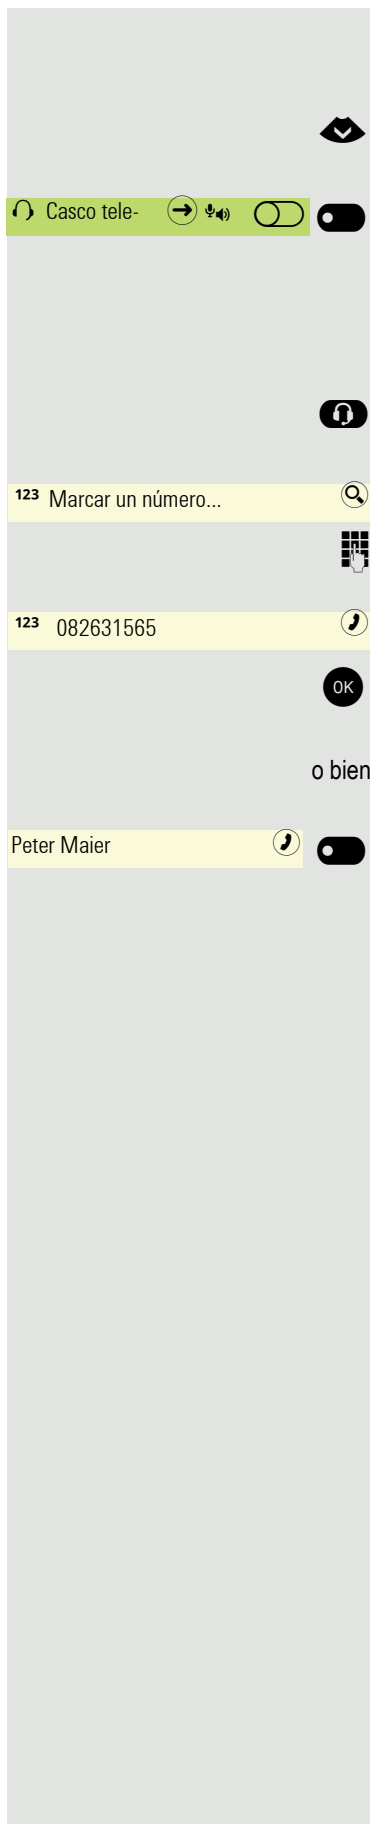 Casco tele-
123 Marcar un número...
123 082631565
OK
o bien
Peter Maier